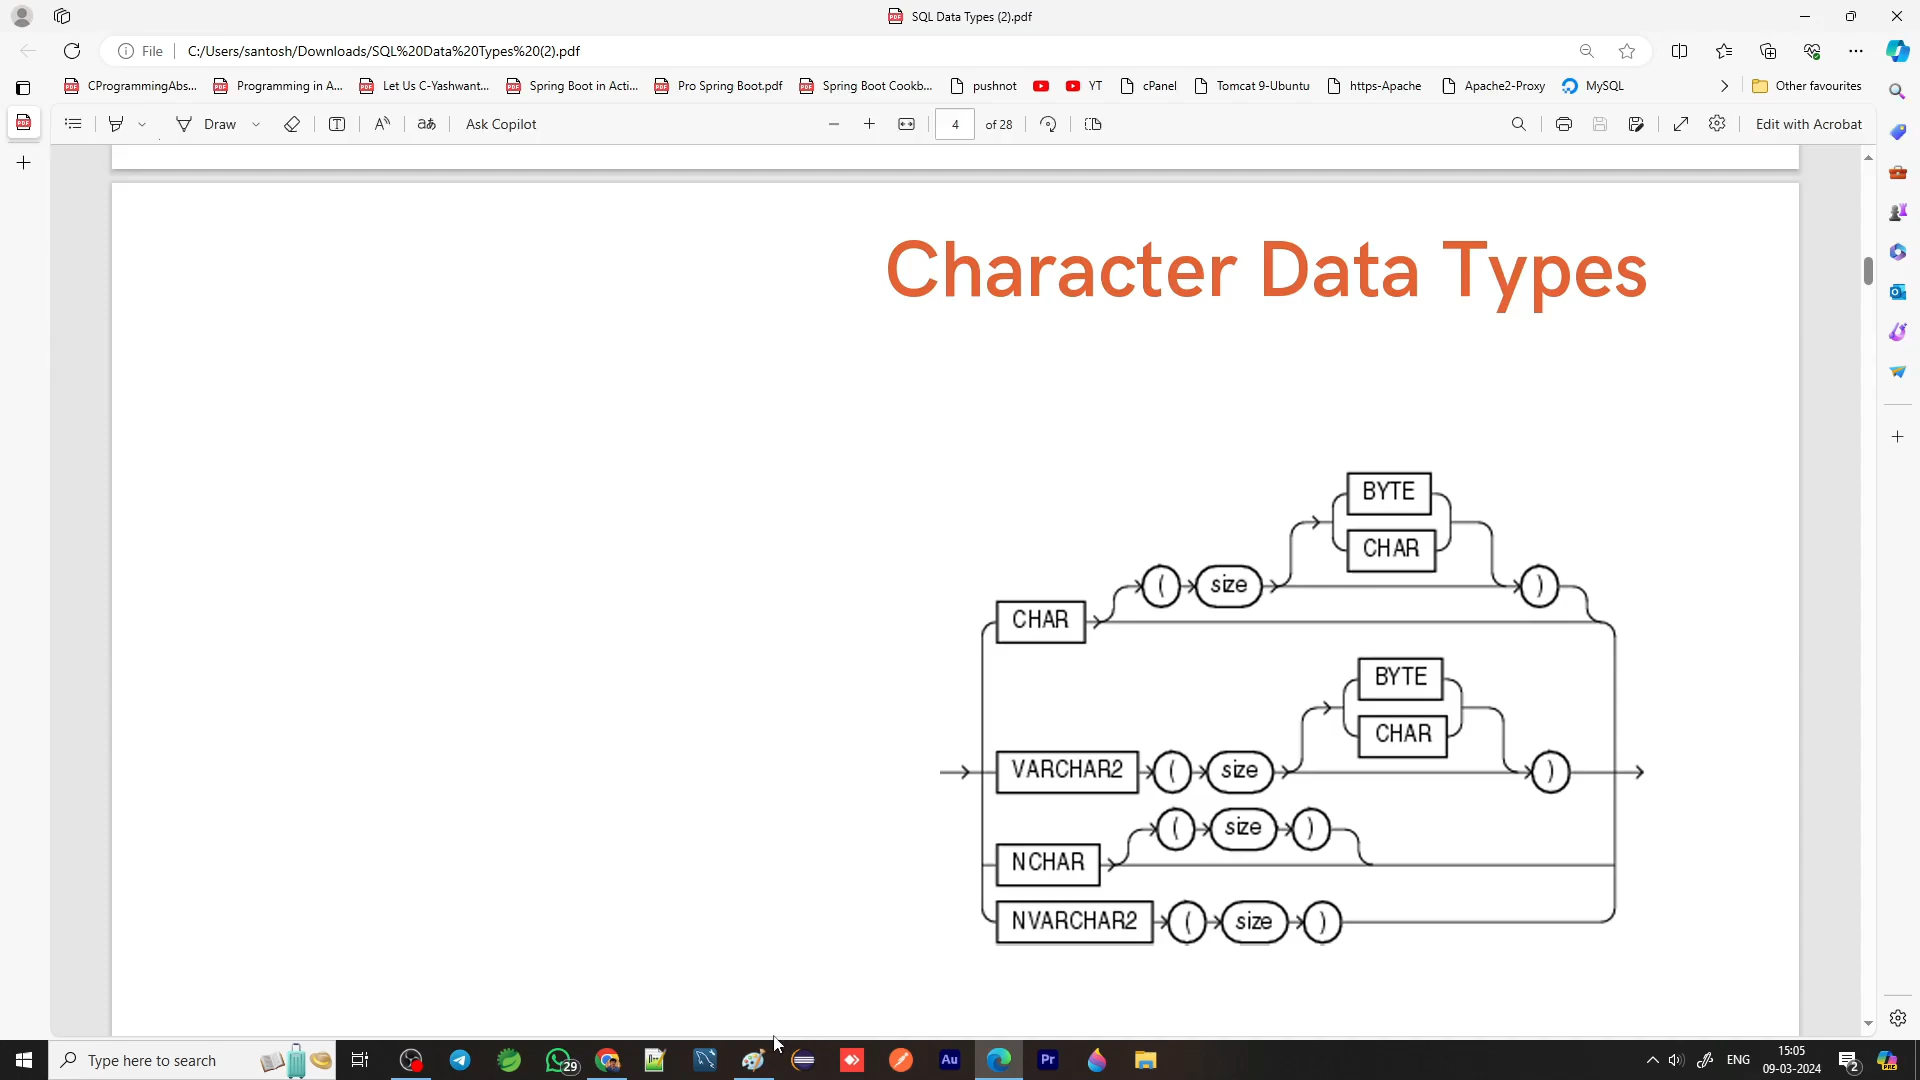 SQL Data Types (2).pdf
File C:/Users/santosh/Downloads/SQL%20Data%20Types%20(2).pdf
CProgrammingAbs... Programming in A... Let Us C-Yashwant... Spring Boot in Acti... Pro Spring Boot.pdf Spring Boot Cookb... pushnot YT cPanel Tomcat 9-Ubuntu https-Apache Apache2-Proxy MySQL Other favourites
Draw Ask Copilot 4 of 28 Edit with Acrobat
Character Data Types
BYTE
CHAR
( size )
CHAR
BYTE
CHAR
VARCHAR2 ( size )
( size )
NCHAR
NVARCHAR2 ( size )
Type here to search 29 Au Pr ENG 15:05
09-03-2024 2